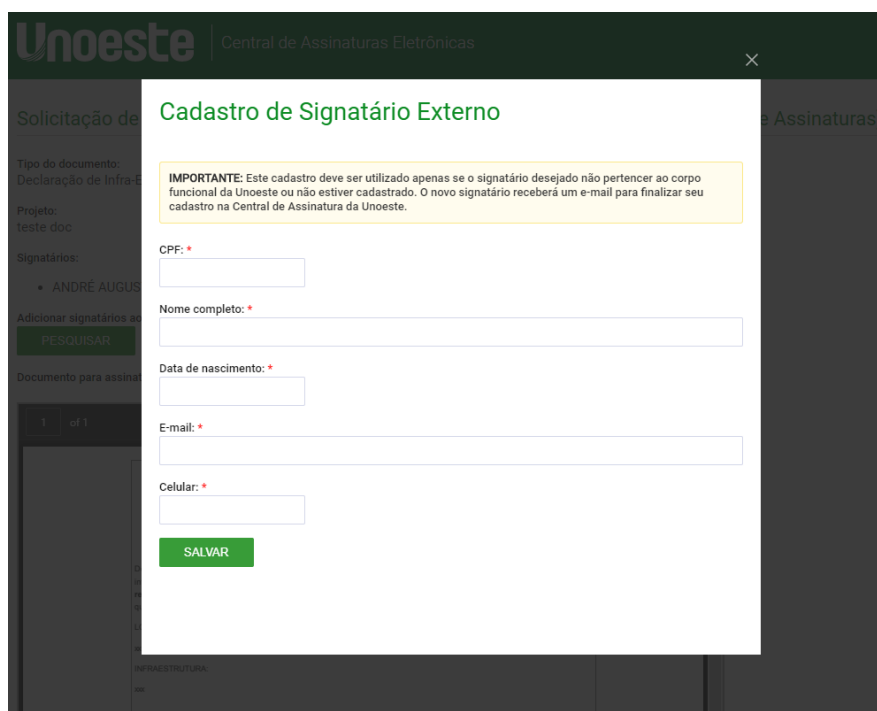 Unoeste
Central de Assinaturas Eletrônicas
Solicitação de
e Assinaturas
Tipo do documento:
Declaração de Infra-E
Projeto:
teste doc
Signatários:
ANDRÉ AUGUS
Adicionar signatários ao
PESQUISAR
Documento para assinat
1 of 1
INFRAESTRUTURA:
Cadastro de Signatário Externo
IMPORTANTE: Este cadastro deve ser utilizado apenas se o signatário desejado não pertencer ao corpo
funcional da Unoeste ou não estiver cadastrado. O novo signatário receberá um e-mail para finalizar seu
cadastro na Central de Assinatura da Unoeste.
CPF: *
Nome completo: *
Data de nascimento: *
E-mail: *
Celular: *
SALVAR